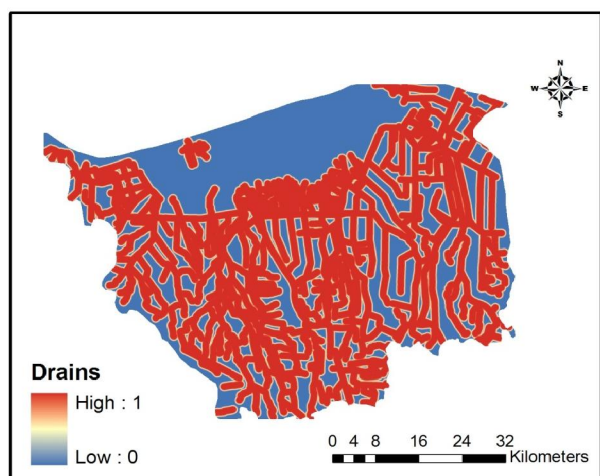 N
W E
S
Drains
High : 1
Low : 0
0 4 8 16 24 32
Kilometers